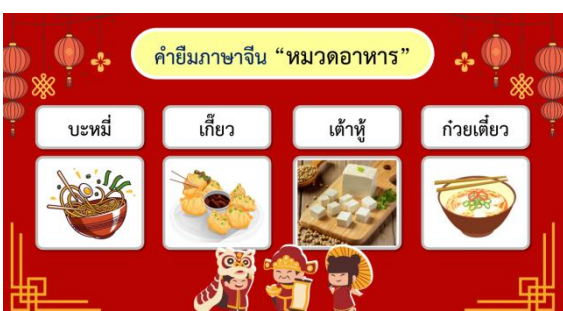 คำยืมภาษาจีน “หมวดอาหาร”
บะหมี่
เกี๊ยว
เต้าหู้
ก๋วยเตี๋ยว